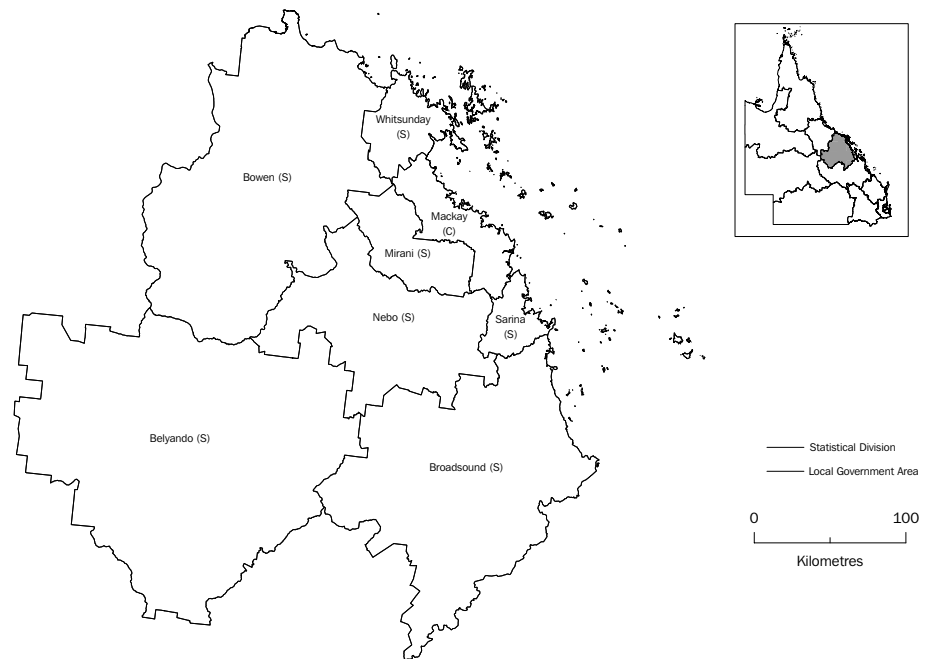 Whitsunday
(S)
Bowen (S)
Mackay
(C)
Mirani (S)
Nebo (S)
Sarina
(S)
Belyando (S)
Broadsound (S)
Statistical Division
Local Government Area
0 100
Kilometres